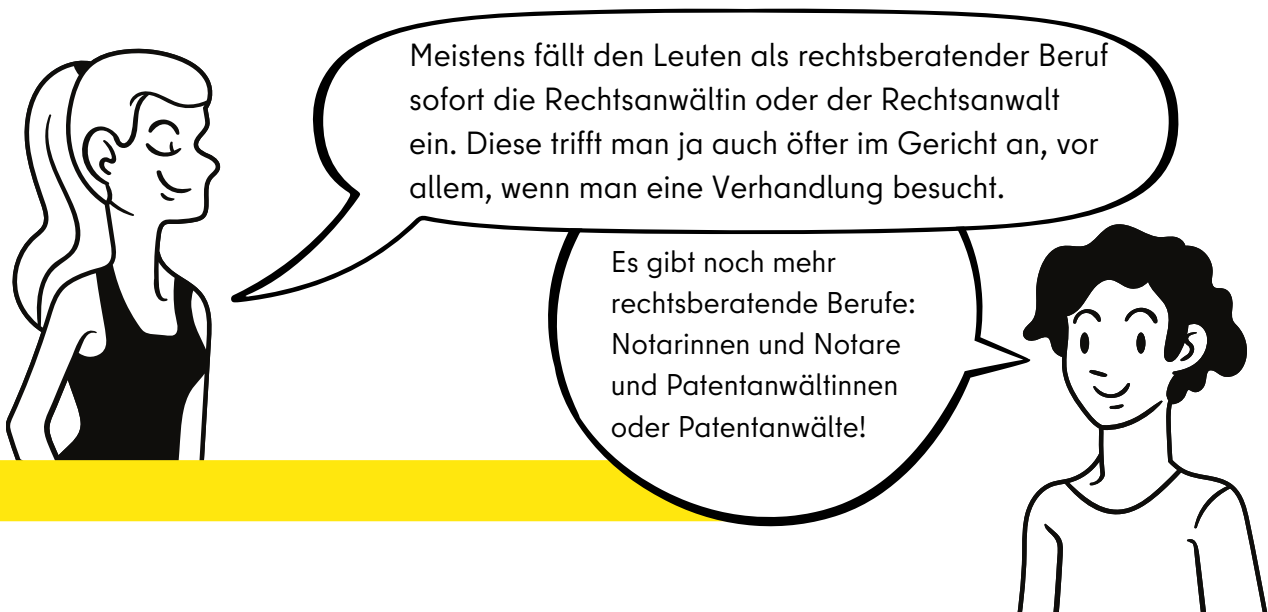 Meistens fällt den Leuten als rechtsberatender Beruf
sofort die Rechtsanwältin oder der Rechtsanwalt
ein. Diese trifft man ja auch öfter im Gericht an, vor
allem, wenn man eine Verhandlung besucht.
Es gibt noch mehr
rechtsberatende Berufe:
Notarinnen und Notare
und Patentanwältinnen
oder Patentanwälte!